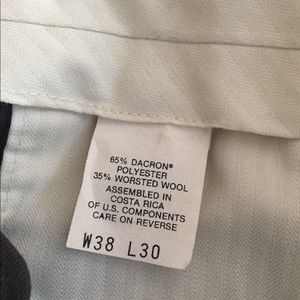 65% DACRON®
POLYESTER
35% WORSTED WOOL
ASSEMBLED IN
COSTA RICA
OF U.S. COMPONENTS
CARE ON REVERSE
W38 L30